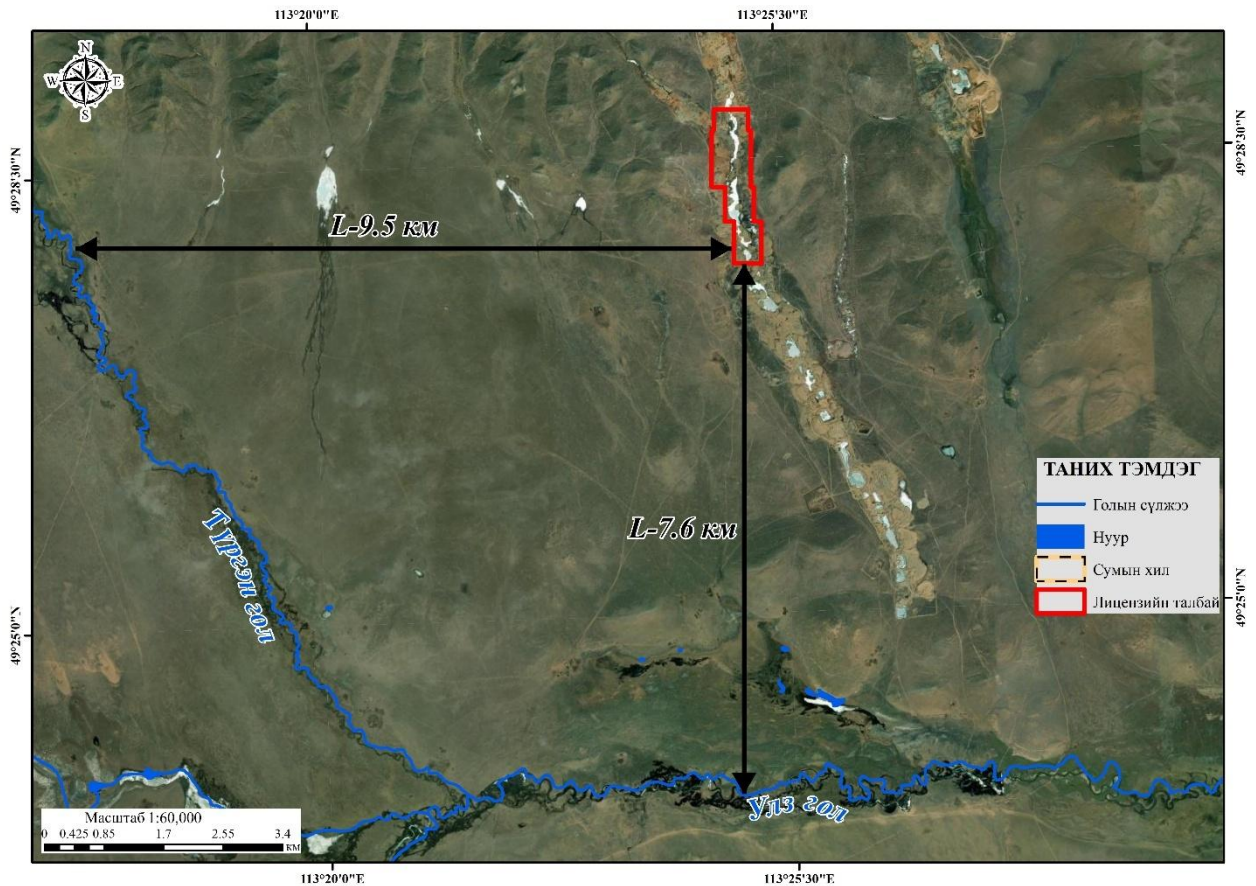 113°20'0"E
113°25'30"E
N
W E
S
49°28'30"N
49°28'30"N
L-9.5 км
L-7.6 км
ТАНИХ ТЭМДЭГ
Голын сүлжээ
Нуур
Сумын хил
Лицензийн талбай
Түргэн гол
49°25'0"N
49°25'0"N
Улз гол
Масштаб 1:60,000
0 0.425 0.85 1.7 2.55 3.4
км
113°20'0"E
113°25'30"E